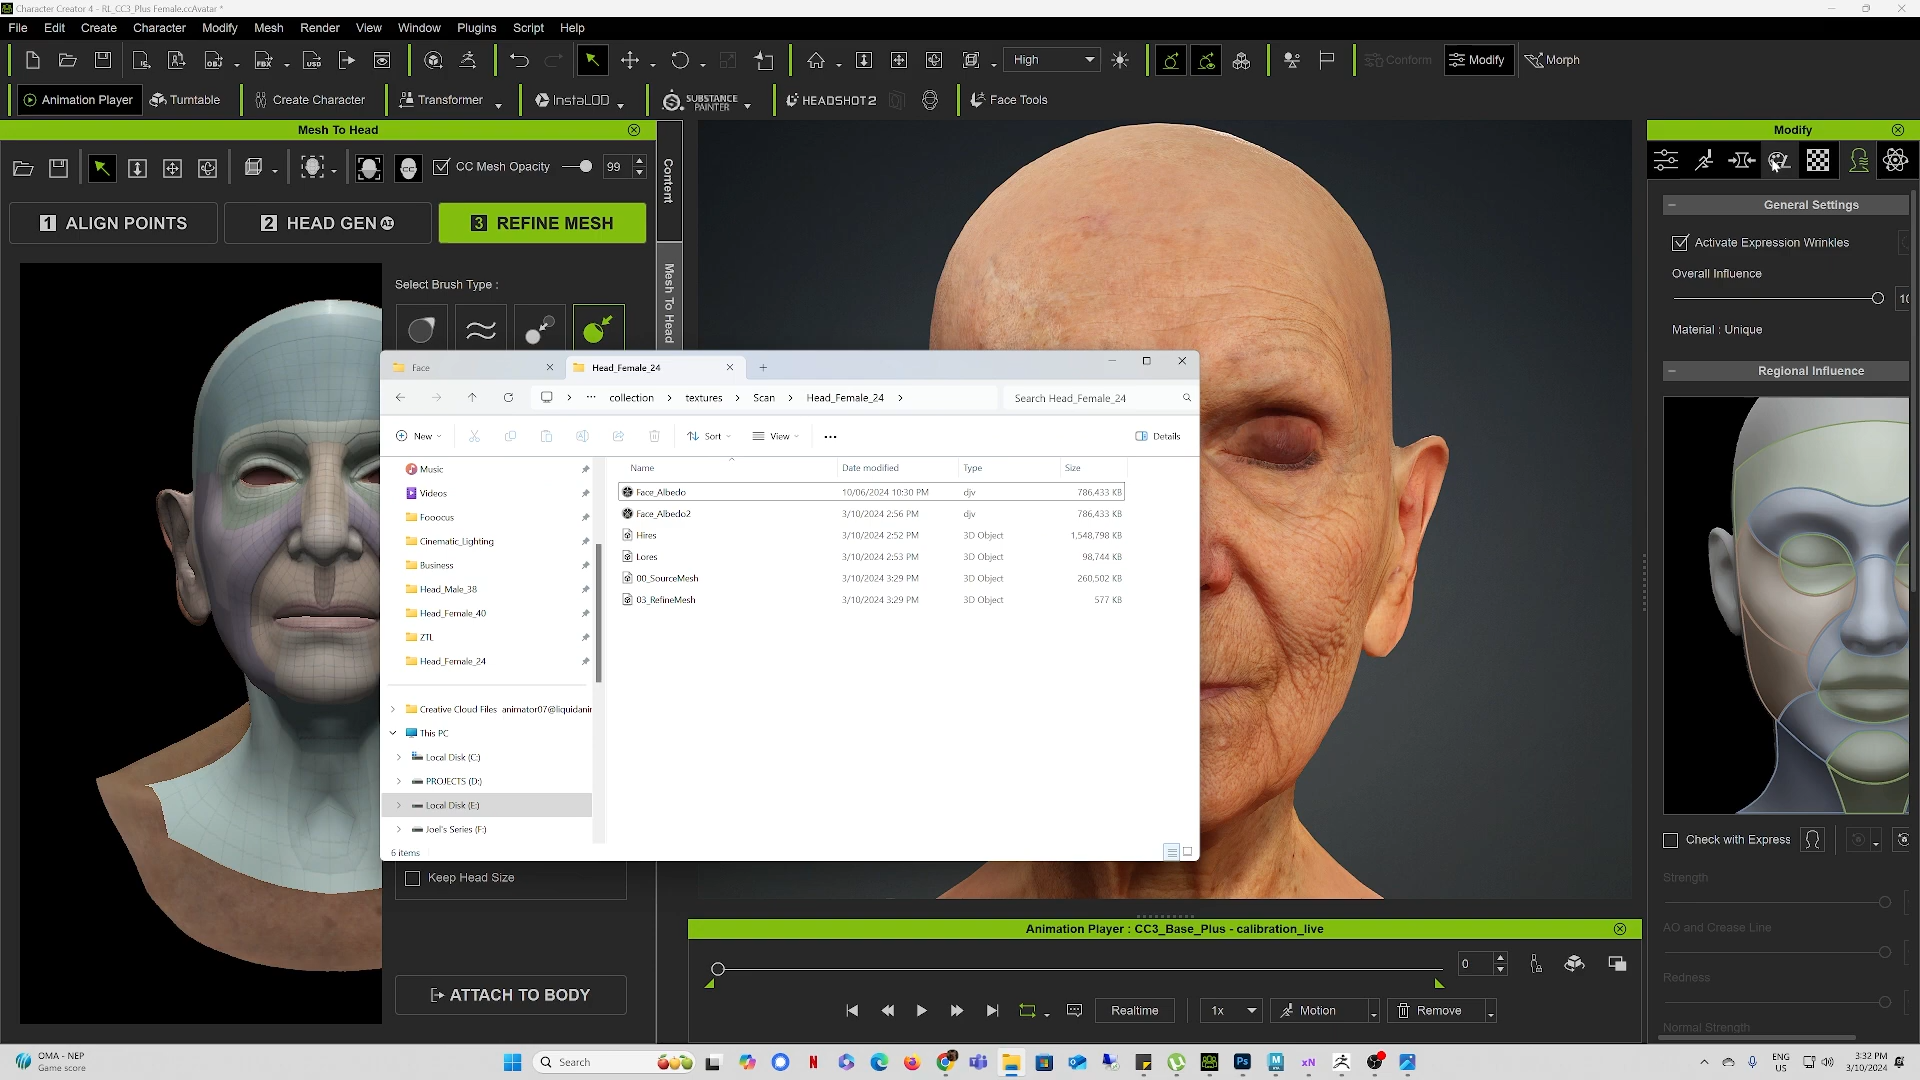 Character Creator 4 - RL_CC3_Plus Female.ccAvatar *
File Edit Create Character Modify Mesh Render View Window Plugins Script Help
High
Conform
Modify
Morph
Animation Player
Turntable
Create Character
Transformer
InstaLOD
SUBSTANCE PAINTER
HEADSHOT 2
Face Tools
Mesh To Head
CC Mesh Opacity 99
1 ALIGN POINTS
2 HEAD GEN AI
3 REFINE MESH
Select Brush Type :
Content
Mesh To Head
Keep Head Size
ATTACH TO BODY
Face
Head_Female_24
collection > textures > Scan > Head_Female_24 >
Search Head_Female_24
New Sort View ... Details
Music
Videos
Fooocus
Cinematic_Lighting
Business
Head_Male_38
Head_Female_40
ZTL
Head_Female_24
Creative Cloud Files animator07@liquidanir
This PC
Local Disk (C:)
PROJECTS (D:)
Local Disk (E:)
Joel's Series (F:)
Name Date modified Type Size
Face_Albedo 10/06/2024 10:30 PM djv 786,433 KB
Face_Albedo2 3/10/2024 2:56 PM djv 786,433 KB
Hires 3/10/2024 2:52 PM 3D Object 1,548,798 KB
Lores 3/10/2024 2:53 PM 3D Object 98,744 KB
00_SourceMesh 3/10/2024 3:29 PM 3D Object 260,502 KB
03_RefineMesh 3/10/2024 3:29 PM 3D Object 577 KB
6 items
Modify
General Settings
Activate Expression Wrinkles
Overall Influence
10
Material : Unique
Regional Influence
Check with Express
Strength
AO and Crease Line
Redness
Normal Strength
Animation Player : CC3_Base_Plus - calibration_live
0
Realtime
1x
Motion
Remove
OMA - NEP
Game score
Search
ENG
US
3:32 PM
3/10/2024